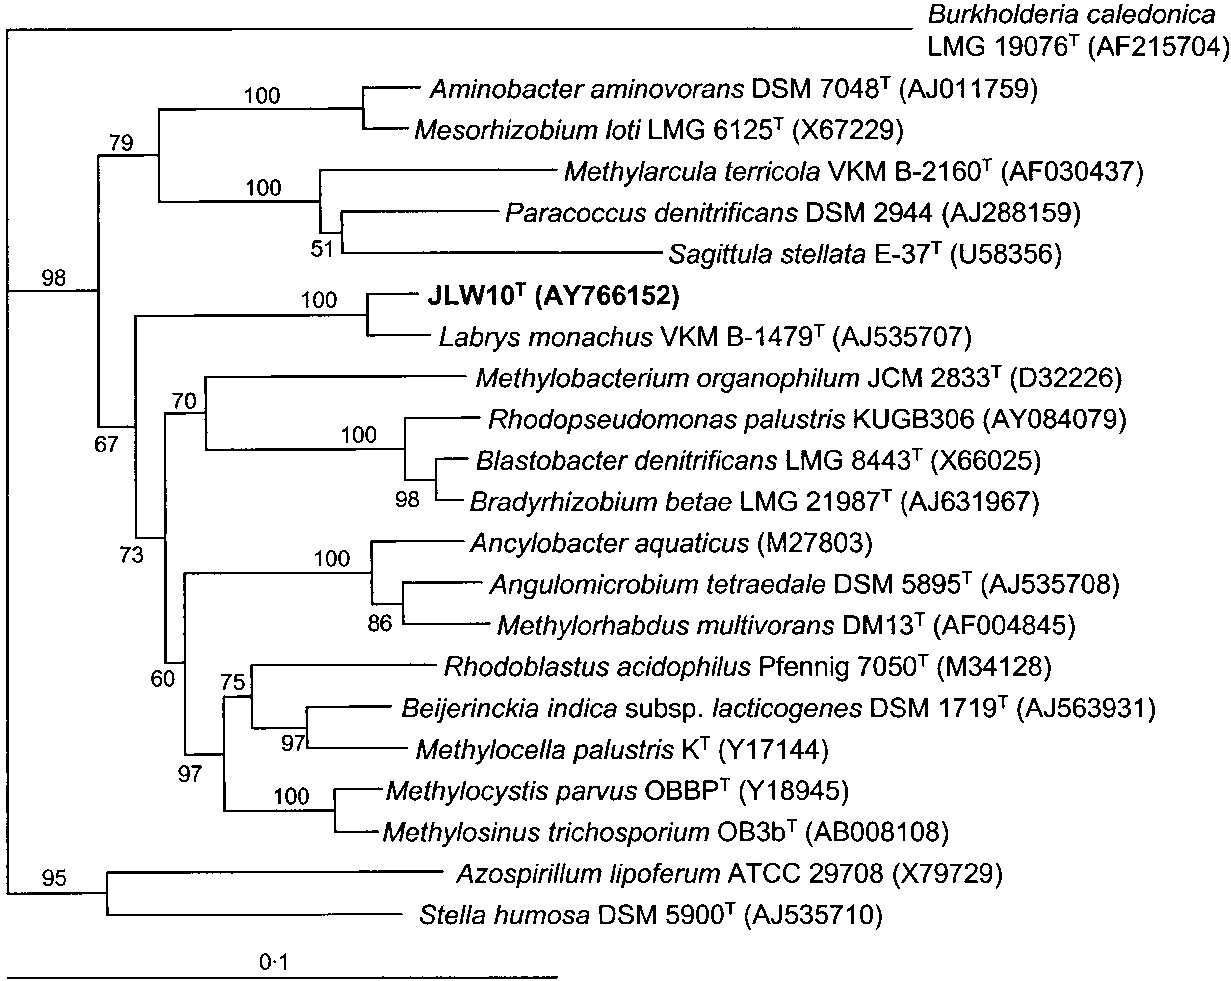 Burkholderia caledonica
LMG 19076ᵀ (AF215704)
100
Aminobacter aminovorans DSM 7048ᵀ (AJ011759)
Mesorhizobium loti LMG 6125ᵀ (X67229)
79
Methylarcula terricola VKM B-2160ᵀ (AF030437)
100
Paracoccus denitrificans DSM 2944 (AJ288159)
51
Sagittula stellata E-37ᵀ (U58356)
98
100
JLW10ᵀ (AY766152)
Labrys monachus VKM B-1479ᵀ (AJ535707)
Methylobacterium organophilum JCM 2833ᵀ (D32226)
70
Rhodopseudomonas palustris KUGB306 (AY084079)
67
100
Blastobacter denitrificans LMG 8443ᵀ (X66025)
98
Bradyrhizobium betae LMG 21987ᵀ (AJ631967)
Ancylobacter aquaticus (M27803)
73
100
Angulomicrobium tetraedale DSM 5895ᵀ (AJ535708)
86
Methylorhabdus multivorans DM13ᵀ (AF004845)
Rhodoblastus acidophilus Pfennig 7050ᵀ (M34128)
60
75
Beijerinckia indica subsp. lacticogenes DSM 1719ᵀ (AJ563931)
97
Methylocella palustris Kᵀ (Y17144)
97
100
Methylocystis parvus OBBPᵀ (Y18945)
Methylosinus trichosporium OB3bᵀ (AB008108)
95
Azospirillum lipoferum ATCC 29708 (X79729)
Stella humosa DSM 5900ᵀ (AJ535710)
0·1